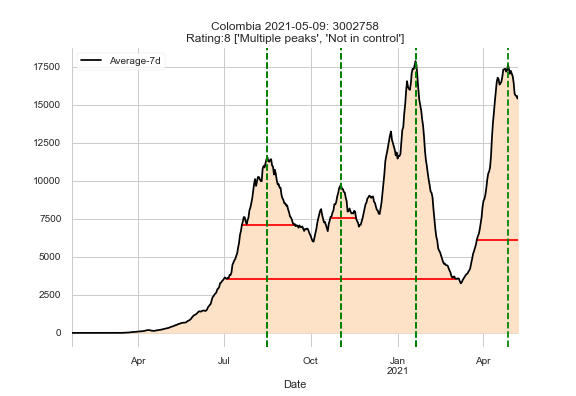 Colombia 2021-05-09: 3002758
Rating:8 ['Multiple peaks', 'Not in control']
Average-7d
17500
15000
12500
10000
7500
5000
2500
0
Apr
Jul
Oct
Jan
2021
Apr
Date